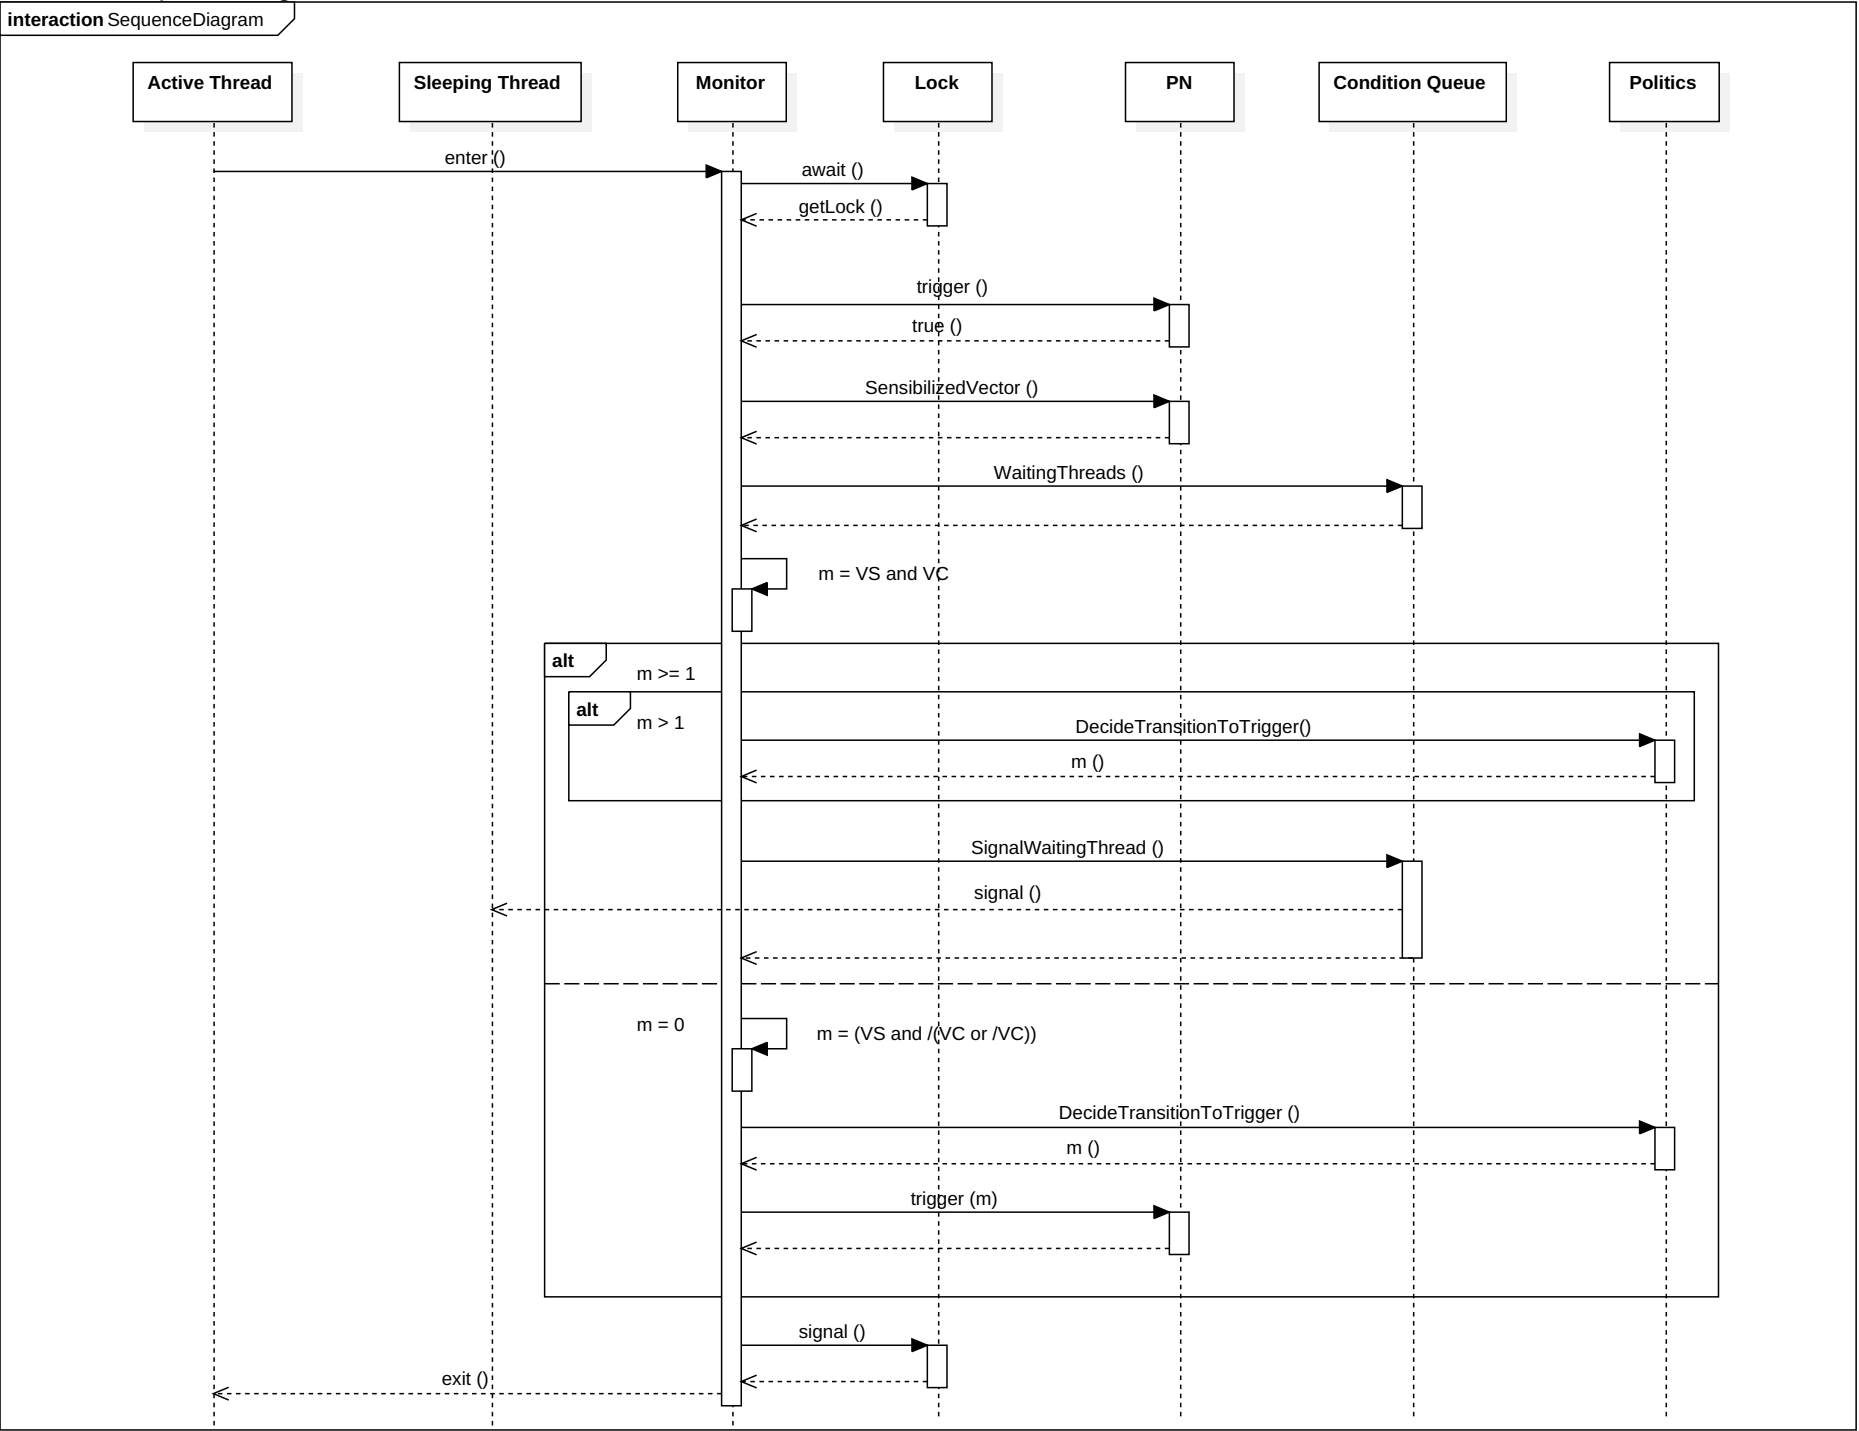 interaction SequenceDiagram
Active Thread Sleeping Thread Monitor Lock PN Condition Queue Politics
enter ()
await ()
getLock ()
trigger ()
true ()
SensibilizedVector ()
WaitingThreads ()
m = VS and VC
alt
m >= 1
alt
m > 1
DecideTransitionToTrigger()
m ()
SignalWaitingThread ()
signal ()
m = 0
m = (VS and /(VC or /VC))
DecideTransitionToTrigger ()
m ()
trigger (m)
signal ()
exit ()